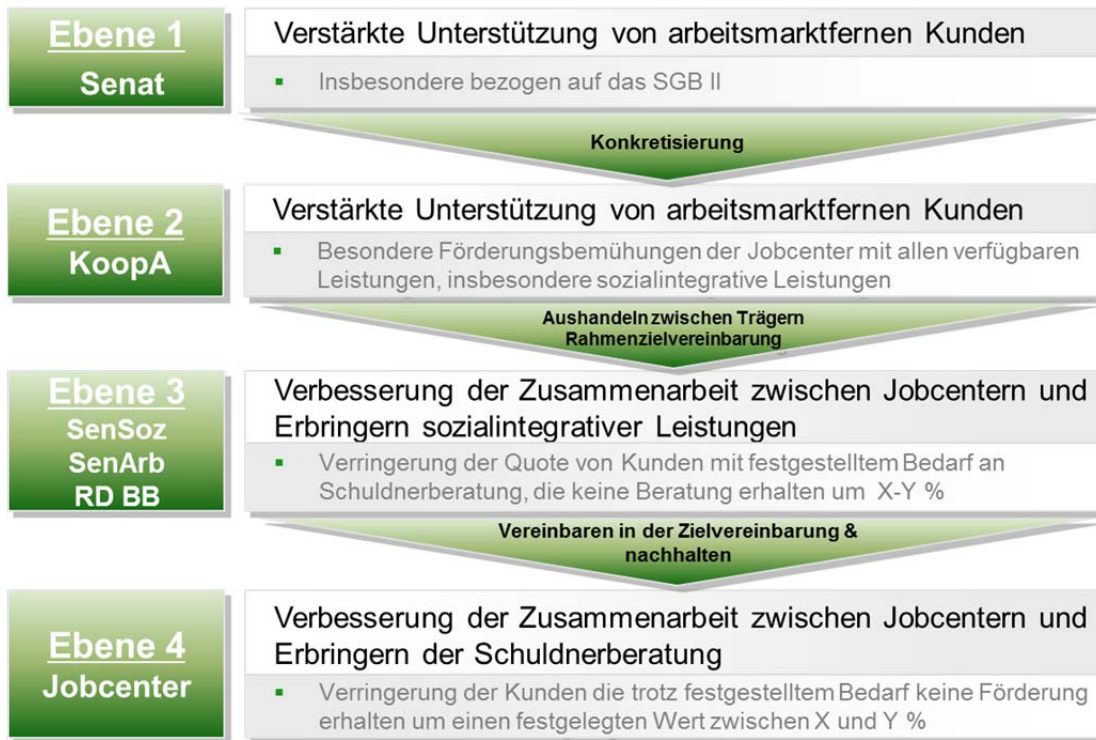 Ebene 1
Senat
Verstärkte Unterstützung von arbeitsmarktfernen Kunden
▪ Insbesondere bezogen auf das SGB II
Konkretisierung
Ebene 2
KoopA
Verstärkte Unterstützung von arbeitsmarktfernen Kunden
▪ Besondere Förderungsbemühungen der Jobcenter mit allen verfügbaren
Leistungen, insbesondere sozialintegrative Leistungen
Aushandeln zwischen Trägern
Rahmenzielvereinbarung
Ebene 3
SenSoz
SenArb
RD BB
Verbesserung der Zusammenarbeit zwischen Jobcentern und
Erbringern sozialintegrativer Leistungen
▪ Verringerung der Quote von Kunden mit festgestelltem Bedarf an
Schuldnerberatung, die keine Beratung erhalten um X-Y %
Vereinbaren in der Zielvereinbarung &
nachhalten
Ebene 4
Jobcenter
Verbesserung der Zusammenarbeit zwischen Jobcentern und
Erbringern der Schuldnerberatung
▪ Verringerung der Kunden die trotz festgestelltem Bedarf keine Förderung
erhalten um einen festgelegten Wert zwischen X und Y %